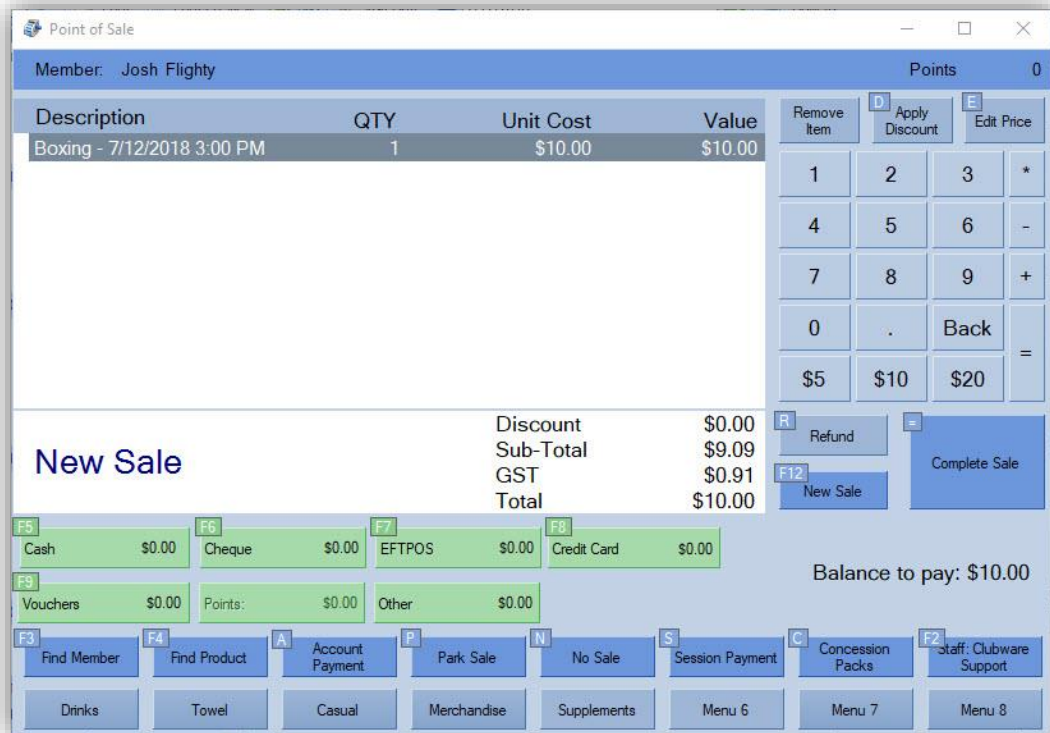 Point of Sale
Member: Josh Flighty Points 0
Description QTY Unit Cost Value
Boxing - 7/12/2018 3:00 PM 1 $10.00 $10.00
Remove Item
D Apply Discount
E Edit Price
1 2 3 *
4 5 6 -
7 8 9 +
0 . Back =
$5 $10 $20
New Sale
Discount $0.00
Sub-Total $9.09
GST $0.91
Total $10.00
R Refund
F12 New Sale
= Complete Sale
F5 Cash $0.00
F6 Cheque $0.00
F7 EFTPOS $0.00
F8 Credit Card $0.00
F9 Vouchers $0.00
Points: $0.00
Other $0.00
Balance to pay: $10.00
F3 Find Member
F4 Find Product
A Account Payment
P Park Sale
N No Sale
S Session Payment
C Concession Packs
F2 Staff: Clubware Support
Drinks
Towel
Casual
Merchandise
Supplements
Menu 6
Menu 7
Menu 8